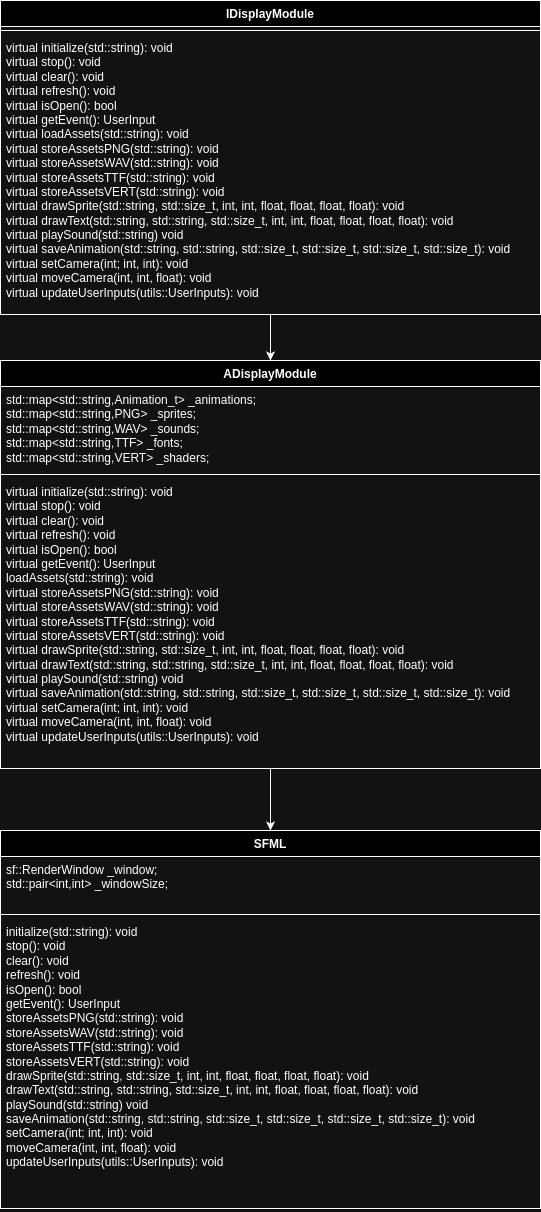 IDisplayModule
virtual initialize(std::string): void
virtual stop(): void
virtual clear(): void
virtual refresh(): void
virtual isOpen(): bool
virtual getEvent(): UserInput
virtual loadAssets(std::string): void
virtual storeAssetsPNG(std::string): void
virtual storeAssetsWAV(std::string): void
virtual storeAssetsTTF(std::string): void
virtual storeAssetsVERT(std::string): void
virtual drawSprite(std::string, std::size_t, int, int, float, float, float, float): void
virtual drawText(std::string, std::string, std::size_t, int, int, float, float, float, float): void
virtual playSound(std::string) void
virtual saveAnimation(std::string, std::string, std::size_t, std::size_t, std::size_t, std::size_t): void
virtual setCamera(int; int, int): void
virtual moveCamera(int, int, float): void
virtual updateUserInputs(utils::UserInputs): void
ADisplayModule
std::map<std::string,Animation_t> _animations;
std::map<std::string,PNG> _sprites;
std::map<std::string,WAV> _sounds;
std::map<std::string,TTF> _fonts;
std::map<std::string,VERT> _shaders;
virtual initialize(std::string): void
virtual stop(): void
virtual clear(): void
virtual refresh(): void
virtual isOpen(): bool
virtual getEvent(): UserInput
loadAssets(std::string): void
virtual storeAssetsPNG(std::string): void
virtual storeAssetsWAV(std::string): void
virtual storeAssetsTTF(std::string): void
virtual storeAssetsVERT(std::string): void
virtual drawSprite(std::string, std::size_t, int, int, float, float, float, float): void
virtual drawText(std::string, std::string, std::size_t, int, int, float, float, float, float): void
virtual playSound(std::string) void
virtual saveAnimation(std::string, std::string, std::size_t, std::size_t, std::size_t, std::size_t): void
virtual setCamera(int; int, int): void
virtual moveCamera(int, int, float): void
virtual updateUserInputs(utils::UserInputs): void
SFML
sf::RenderWindow _window;
std::pair<int,int> _windowSize;
initialize(std::string): void
stop(): void
clear(): void
refresh(): void
isOpen(): bool
getEvent(): UserInput
storeAssetsPNG(std::string): void
storeAssetsWAV(std::string): void
storeAssetsTTF(std::string): void
storeAssetsVERT(std::string): void
drawSprite(std::string, std::size_t, int, int, float, float, float, float): void
drawText(std::string, std::string, std::size_t, int, int, float, float, float, float): void
playSound(std::string) void
saveAnimation(std::string, std::string, std::size_t, std::size_t, std::size_t, std::size_t): void
setCamera(int; int, int): void
moveCamera(int, int, float): void
updateUserInputs(utils::UserInputs): void